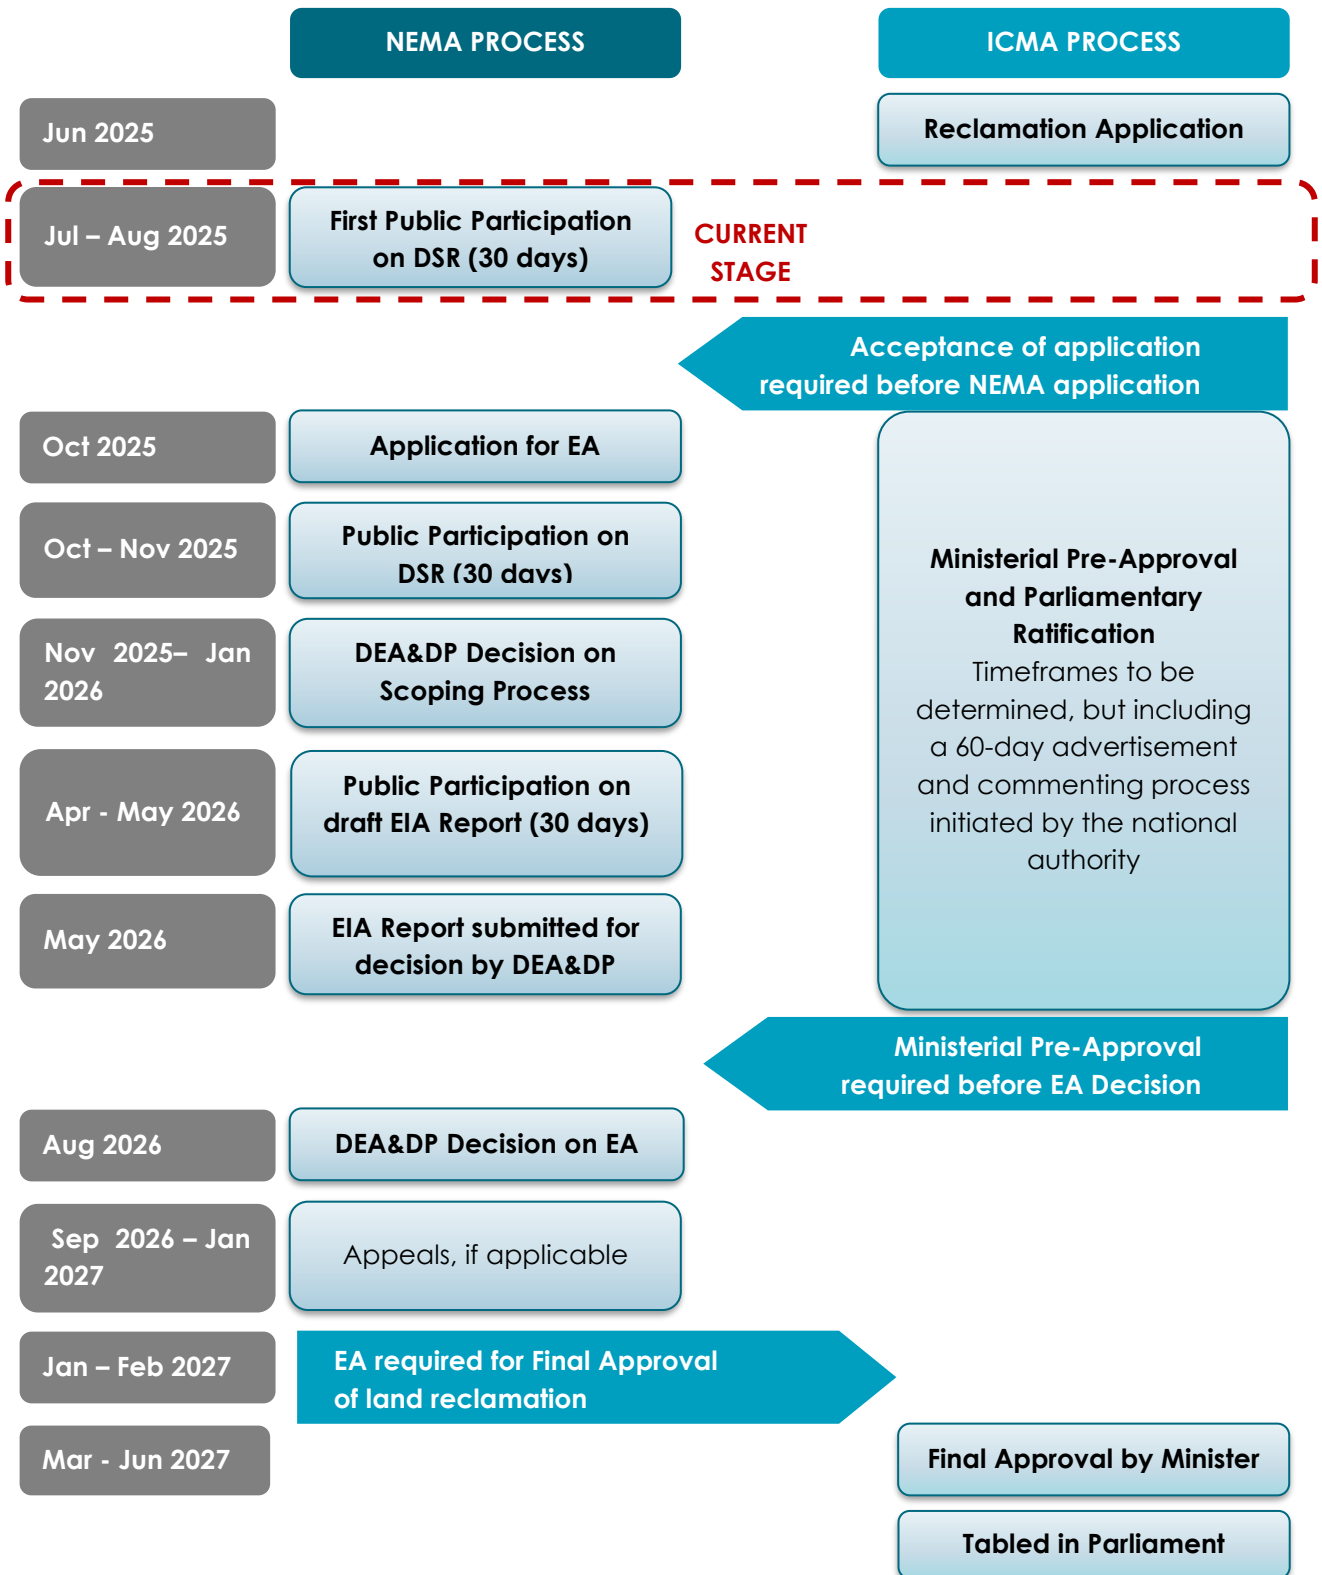 NEMA PROCESS
ICMA PROCESS
Jun 2025
Reclamation Application
Jul – Aug 2025
First Public Participation
on DSR (30 days)
CURRENT
STAGE
Acceptance of application
required before NEMA application
Oct 2025
Application for EA
Oct – Nov 2025
Public Participation on
DSR (30 days)
Nov 2025– Jan
2026
DEA&DP Decision on
Scoping Process
Apr - May 2026
Public Participation on
draft EIA Report (30 days)
May 2026
EIA Report submitted for
decision by DEA&DP
Ministerial Pre-Approval
and Parliamentary
Ratification
Timeframes to be
determined, but including
a 60-day advertisement
and commenting process
initiated by the national
authority
Ministerial Pre-Approval
required before EA Decision
Aug 2026
DEA&DP Decision on EA
Sep 2026 – Jan
2027
Appeals, if applicable
Jan – Feb 2027
EA required for Final Approval
of land reclamation
Mar - Jun 2027
Final Approval by Minister
Tabled in Parliament